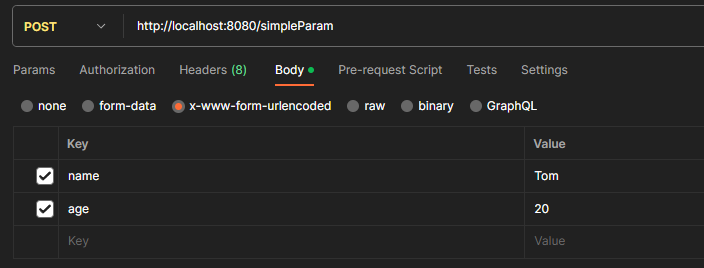 POST http://localhost:8080/simpleParam
Params Authorization Headers (8) Body Pre-request Script Tests Settings
none form-data x-www-form-urlencoded raw binary GraphQL
Key Value
name Tom
age 20
Key Value